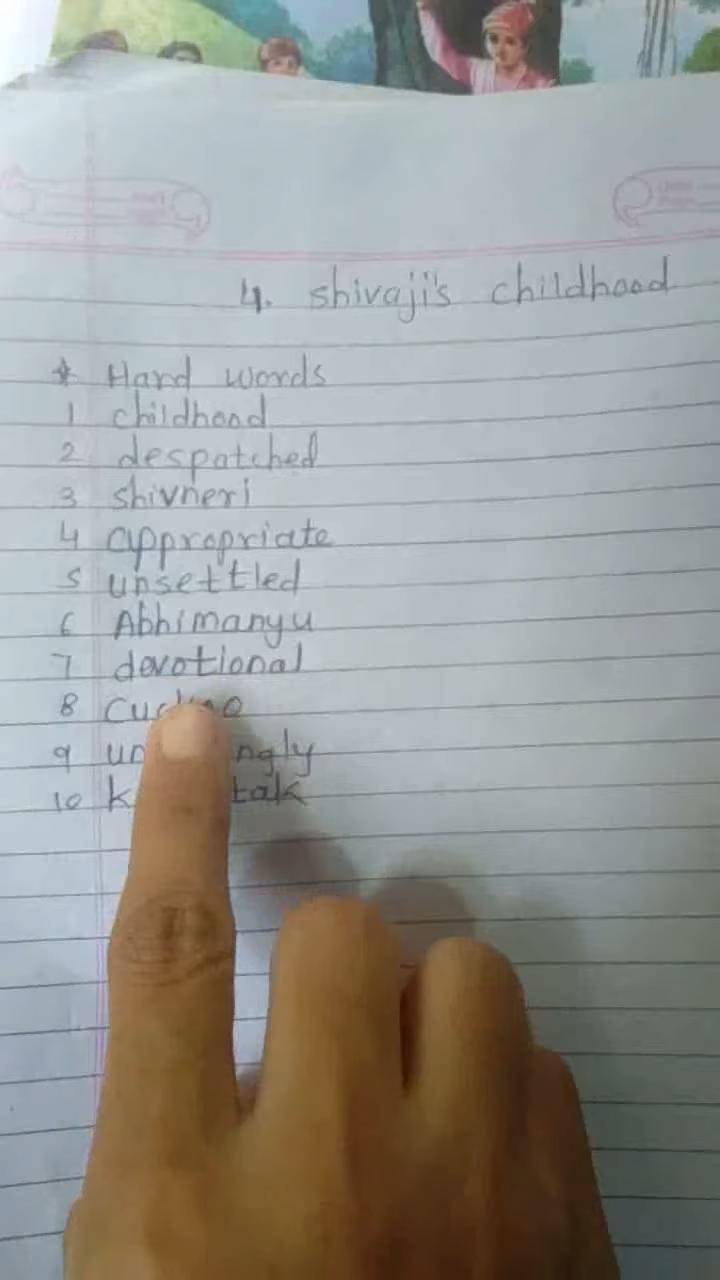 4. shivaji's childhood
* Hard words
1 childhood
2 despatched
3 shivneri
4 appropriate
5 unsettled
6 Abhimanyu
7 devotional
8
9
10